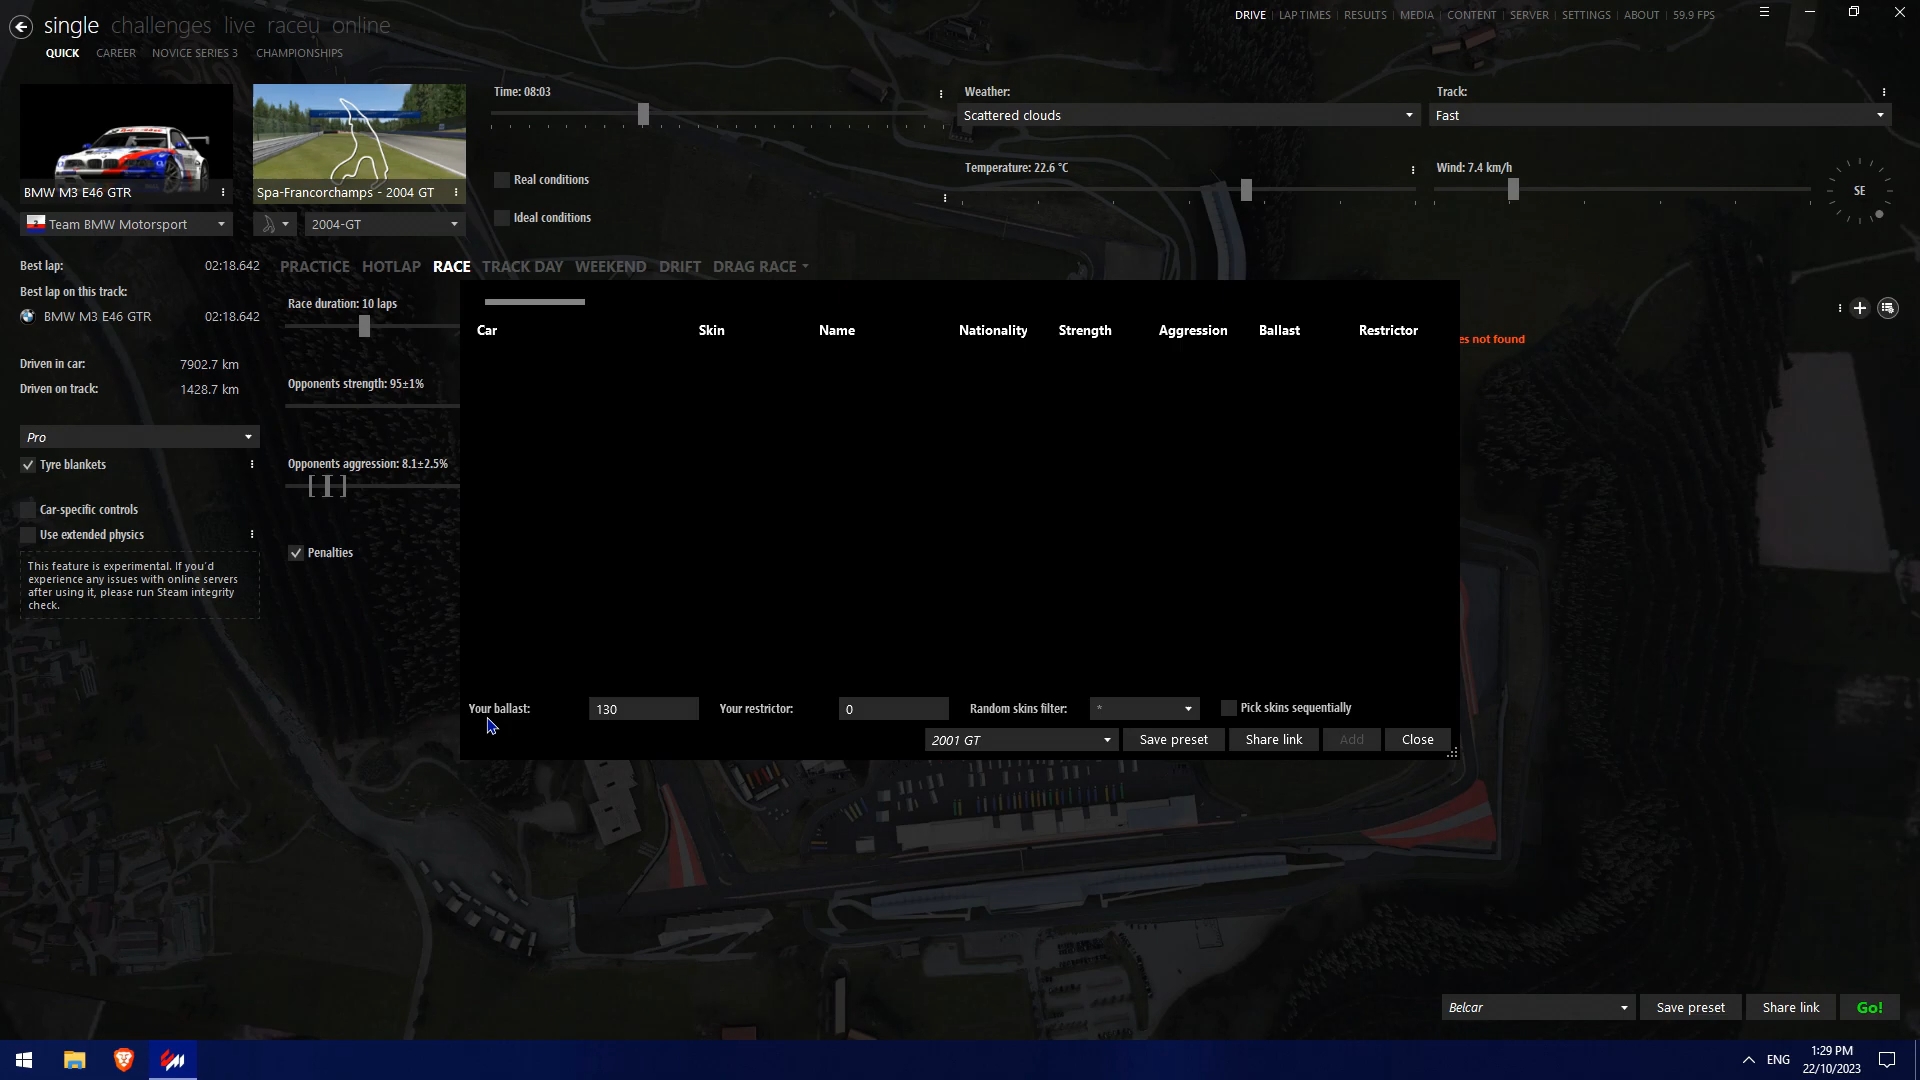 single challenges live raceu online
DRIVE LAP TIMES RESULTS MEDIA CONTENT SERVER SETTINGS ABOUT 59.9 FPS
QUICK CAREER NOVICE SERIES 3 CHAMPIONSHIPS
BMW M3 E46 GTR
Spa-Francorchamps - 2004 GT
Team BMW Motorsport
2004-GT
Time: 08:03
Weather:
Scattered clouds
Track:
Fast
Real conditions
Ideal conditions
Temperature: 22.6 °C
Wind: 7.4 km/h
SE
Best lap: 02:18.642
Best lap on this track:
BMW M3 E46 GTR 02:18.642
Driven in car: 7902.7 km
Driven on track: 1428.7 km
Pro
Tyre blankets
Car-specific controls
Use extended physics
This feature is experimental. If you'd
experience any issues with online servers
after using it, please run Steam integrity
check.
PRACTICE HOTLAP RACE TRACK DAY WEEKEND DRIFT DRAG RACE
Race duration: 10 laps
Opponents strength: 95±1%
Opponents aggression: 8.1±2.5%
Penalties
es not found
Car Skin Name Nationality Strength Aggression Ballast Restrictor
Your ballast: 130 Your restrictor: 0 Random skins filter: * Pick skins sequentially
2001 GT Save preset Share link Add Close
Belcar Save preset Share link Go!
ENG
1:29 PM
22/10/2023